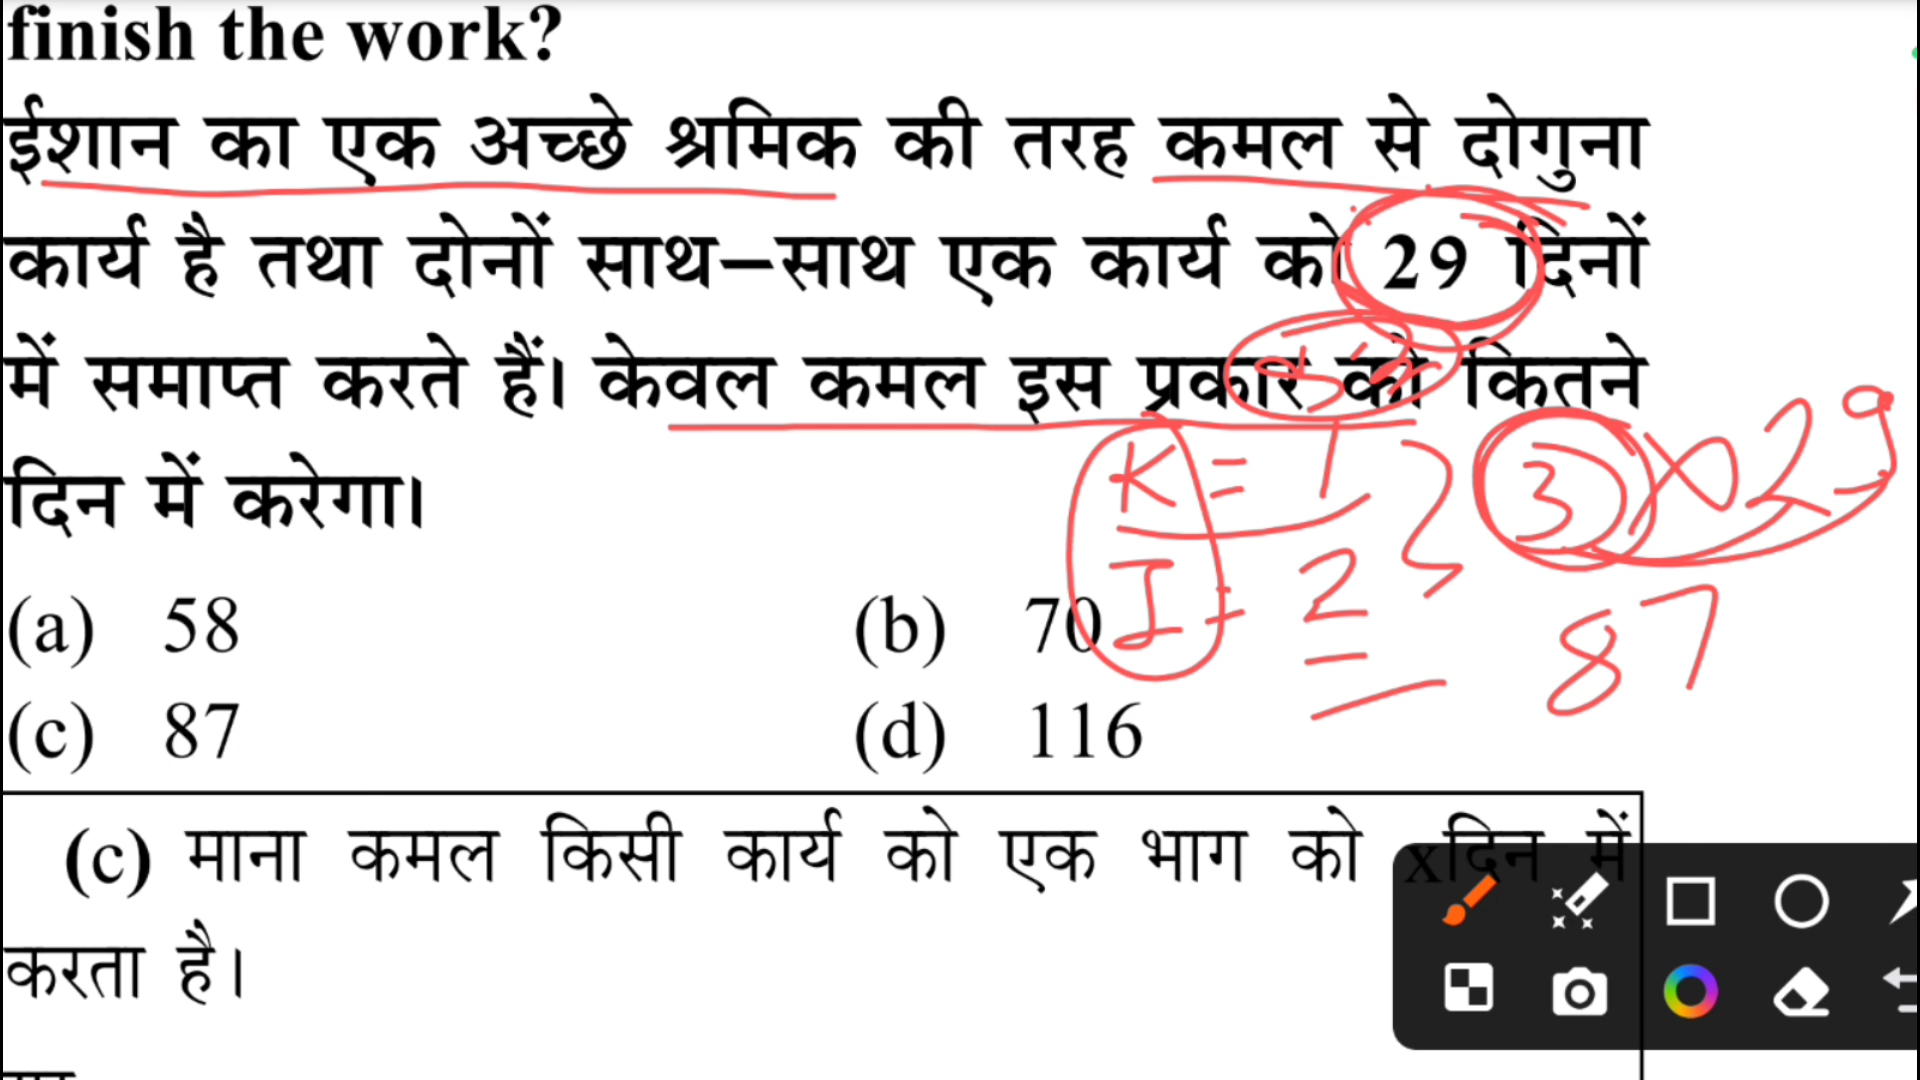 finish the work?
ईशान का एक अच्छे श्रमिक की तरह कमल से दोगुना
कार्य है तथा दोनों साथ–साथ एक कार्य को 29 दिनों
में समाप्त करते हैं। केवल कमल इस प्रकार को कितने
दिन में करेगा।
K = 1
I = 2
3 × 29
87
(a) 58 (b) 70
(c) 87 (d) 116
(c) माना कमल किसी कार्य को एक भाग को xदिन में
करता है।